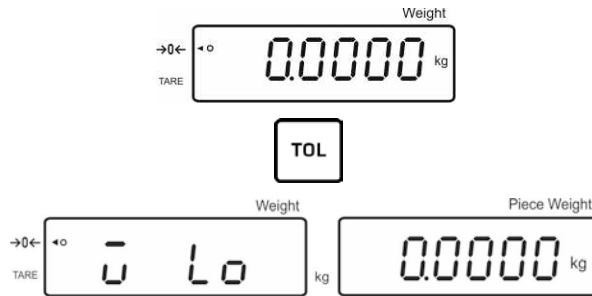 Weight
→0← ◄○ 0.0000 kg
TARE
TOL
Weight Piece Weight
→0← ◄○ Lo kg 0.0000 kg
TARE